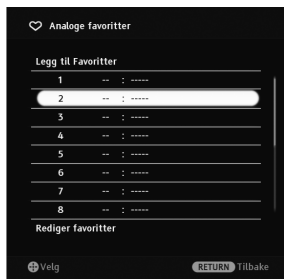 Analoge favoritter
Legg til Favoritter
1 -- : -----
2 -- : -----
3 -- : -----
4 -- : -----
5 -- : -----
6 -- : -----
7 -- : -----
8 -- : -----
Rediger favoritter
Velg RETURN Tilbake